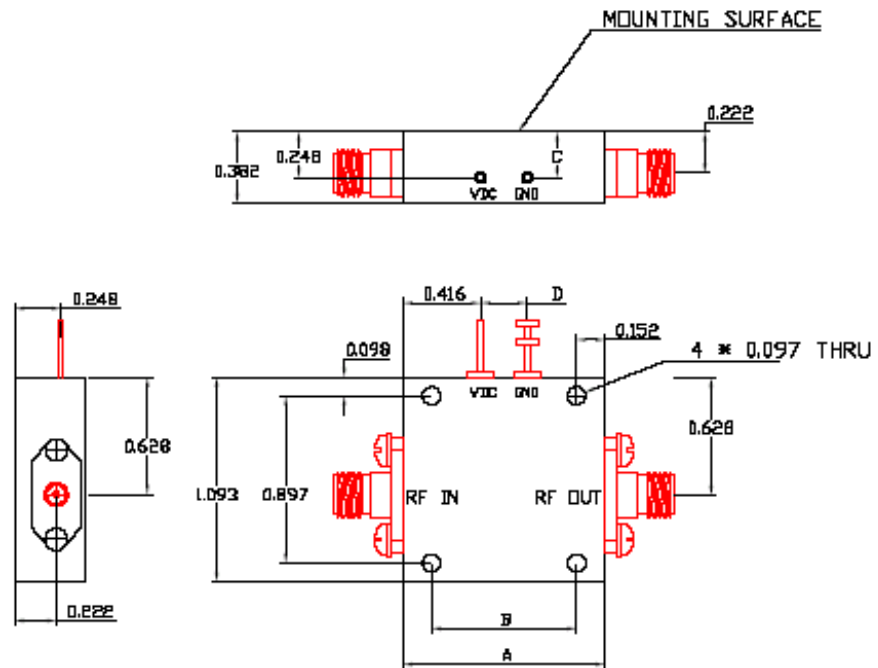 MOUNTING SURFACE
0.222
0.248
C
0.382
VDC GND
0.248
0.416 D
0.152
0.098
4 * 0.097 THRU
VDC GND
0.628
0.628
1.093 0.897
RF IN RF OUT
0.222
B
A